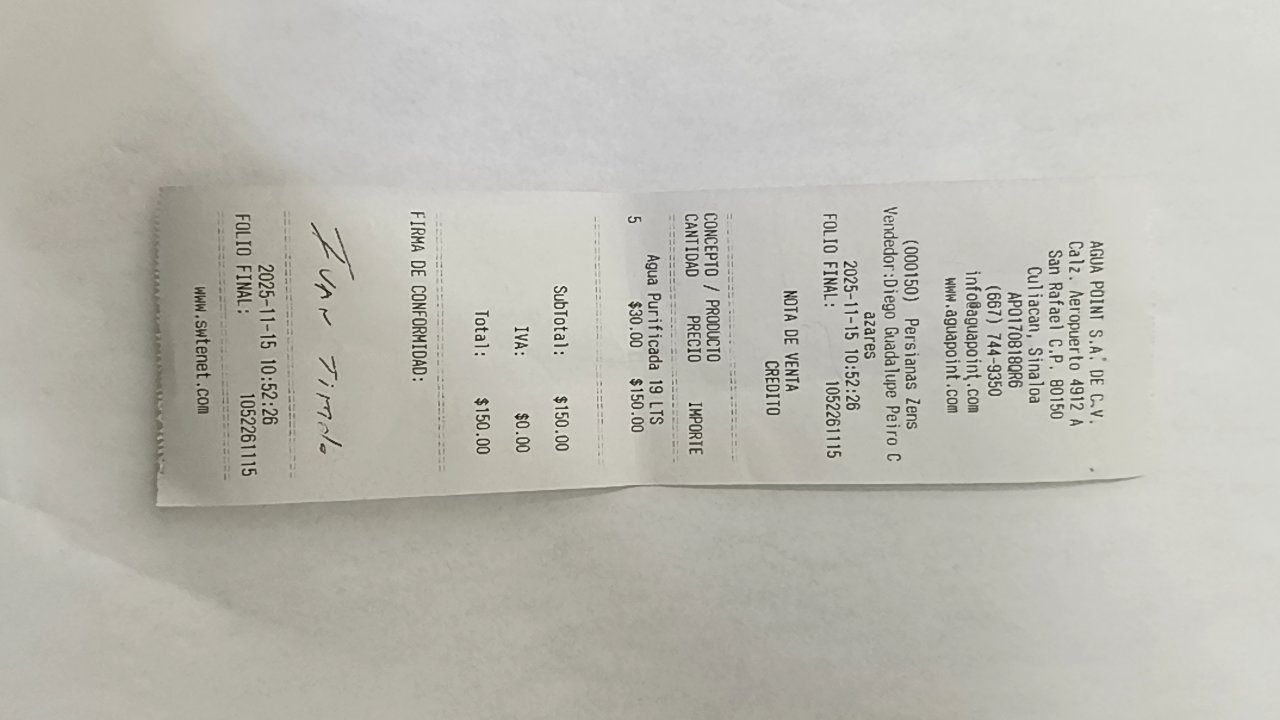 AGUA POINT S.A. DE C.V.
Calz. Aeropuerto 4912 A
San Rafael C.P. 80150
Culiacan, Sinaloa
APO170818QR6
(667) 744-9350
info@aguapoint.com
www.aguapoint.com
(000150) Persianas Zens
Vendedor:Diego Guadalupe Peiro C
azares
2025-11-15 10:52:26
FOLIO FINAL: 1052261115
NOTA DE VENTA
CREDITO
CONCEPTO / PRODUCTO
CANTIDAD PRECIO IMPORTE
Agua Purificada 19 LTS
5 $30.00 $150.00
SubTotal: $150.00
IVA: $0.00
Total: $150.00
FIRMA DE CONFORMIDAD:
2025-11-15 10:52:26
FOLIO FINAL: 1052261115
www.swtenet.com